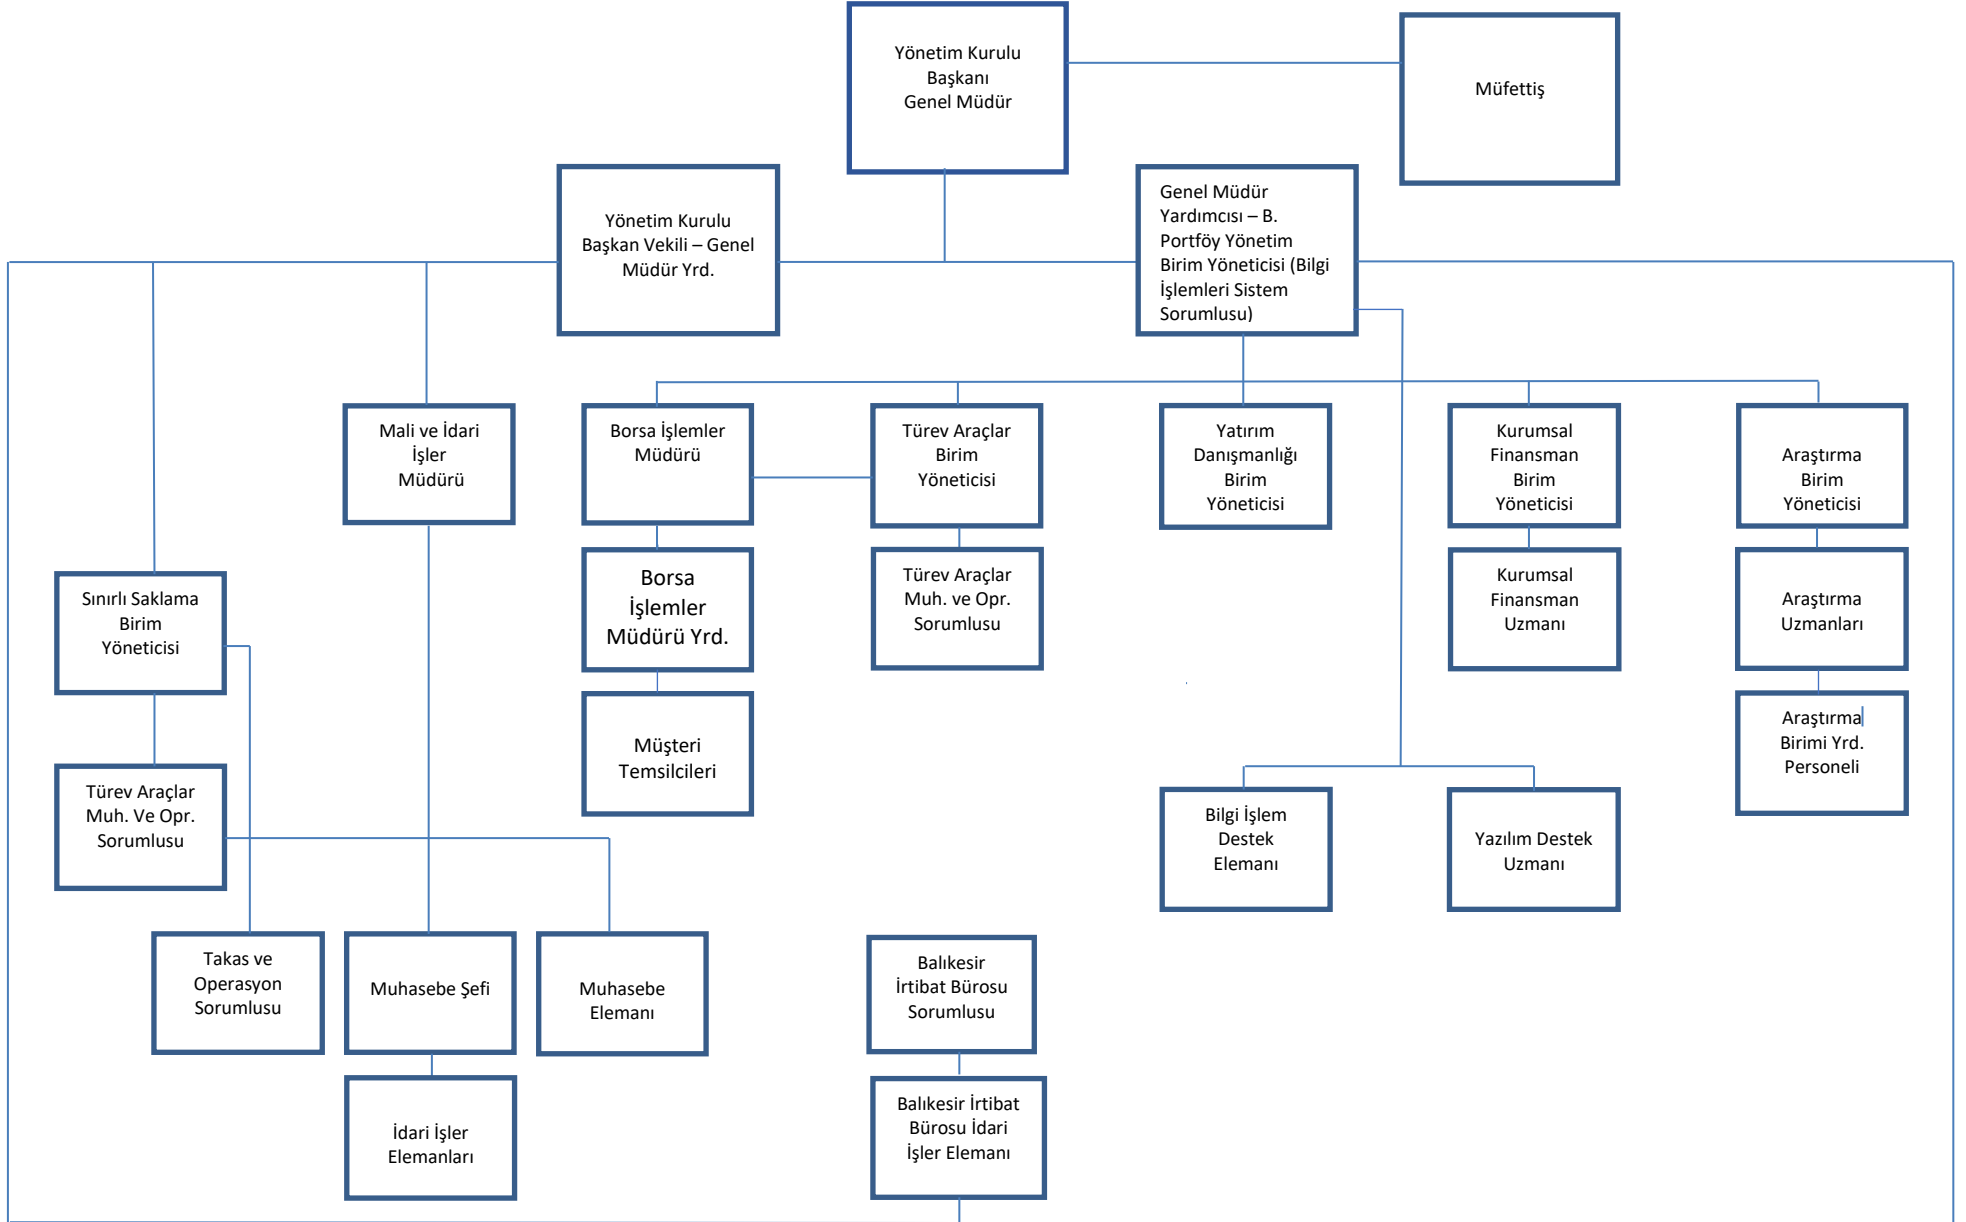 Yönetim Kurulu
Başkanı
Genel Müdür
Müfettiş
Yönetim Kurulu
Başkan Vekili – Genel
Müdür Yrd.
Genel Müdür
Yardımcısı – B.
Portföy Yönetim
Birim Yöneticisi (Bilgi
İşlemleri Sistem
Sorumlusu)
Mali ve İdari
İşler
Müdürü
Borsa İşlemler
Müdürü
Türev Araçlar
Birim
Yöneticisi
Yatırım
Danışmanlığı
Birim
Yöneticisi
Kurumsal
Finansman
Birim
Yöneticisi
Araştırma
Birim
Yöneticisi
Sınırlı Saklama
Birim
Yöneticisi
Borsa
İşlemler
Müdürü Yrd.
Türev Araçlar
Muh. ve Opr.
Sorumlusu
Kurumsal
Finansman
Uzmanı
Araştırma
Uzmanları
Müşteri
Temsilcileri
Araştırma
Birimi Yrd.
Personeli
Türev Araçlar
Muh. Ve Opr.
Sorumlusu
Bilgi İşlem
Destek
Elemanı
Yazılım Destek
Uzmanı
Takas ve
Operasyon
Sorumlusu
Muhasebe Şefi
Muhasebe
Elemanı
Balıkesir
İrtibat Bürosu
Sorumlusu
İdari İşler
Elemanları
Balıkesir İrtibat
Bürosu İdari
İşler Elemanı